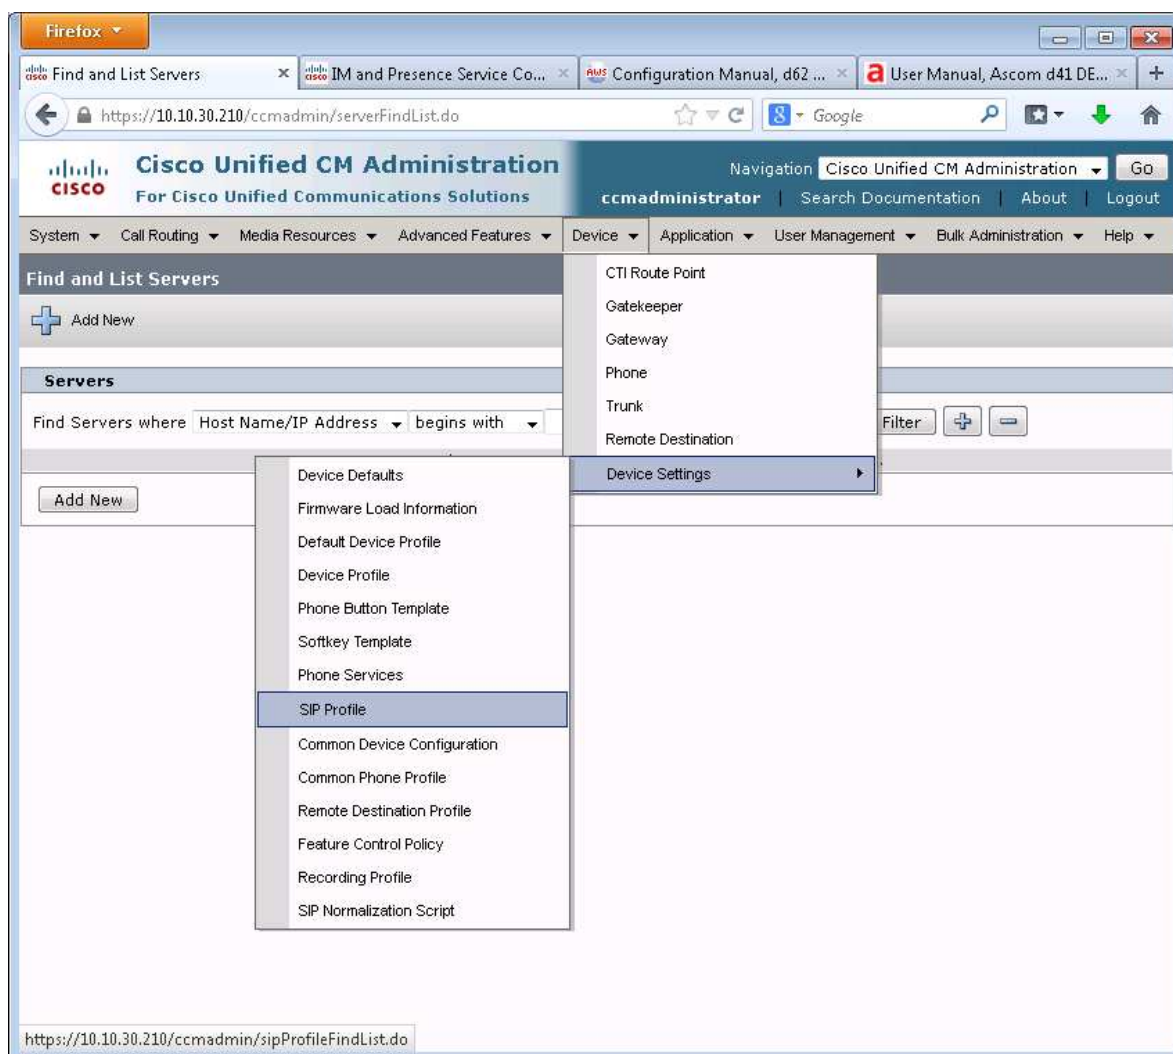 Firefox
Find and List Servers
IM and Presence Service Co...
Configuration Manual, d62 ...
User Manual, Ascom d41 DE...
https://10.10.30.210/ccmadmin/serverFindList.do
Google
cisco
Cisco Unified CM Administration
For Cisco Unified Communications Solutions
Navigation Cisco Unified CM Administration Go
ccmadministrator | Search Documentation | About | Logout
System Call Routing Media Resources Advanced Features Device Application User Management Bulk Administration Help
Find and List Servers
Add New
CTI Route Point
Gatekeeper
Gateway
Phone
Trunk
Remote Destination
Device Settings
Servers
Find Servers where Host Name/IP Address begins with
Filter
Add New
Device Defaults
Firmware Load Information
Default Device Profile
Device Profile
Phone Button Template
Softkey Template
Phone Services
SIP Profile
Common Device Configuration
Common Phone Profile
Remote Destination Profile
Feature Control Policy
Recording Profile
SIP Normalization Script
https://10.10.30.210/ccmadmin/sipProfileFindList.do